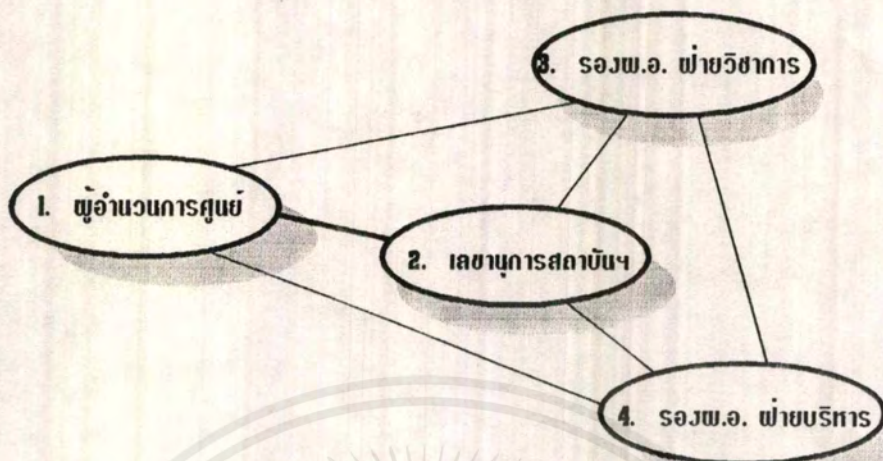 3. รองผ.อ. ฝ่ายวิชาการ
1. ผู้อำนวนการศูนย์
2. เลขานุการสถาบันฯ
4. รองผ.อ. ฝ่ายบริหาร